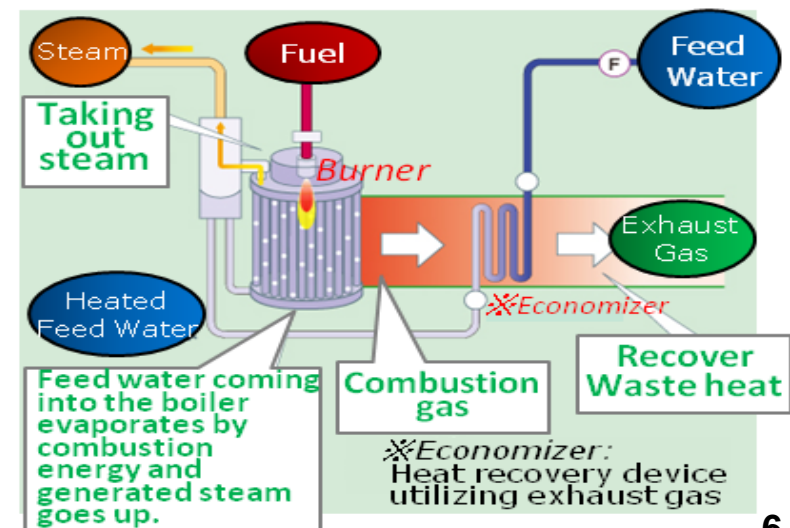 Steam
Fuel
Feed
Water
F
Taking
out
steam
Burner
Exhaust
Gas
Heated
Feed Water
※Economizer
Recover
Waste heat
Combustion
gas
Feed water coming
into the boiler
evaporates by
combustion
energy and
generated steam
goes up.
※Economizer:
Heat recovery device
utilizing exhaust gas
6